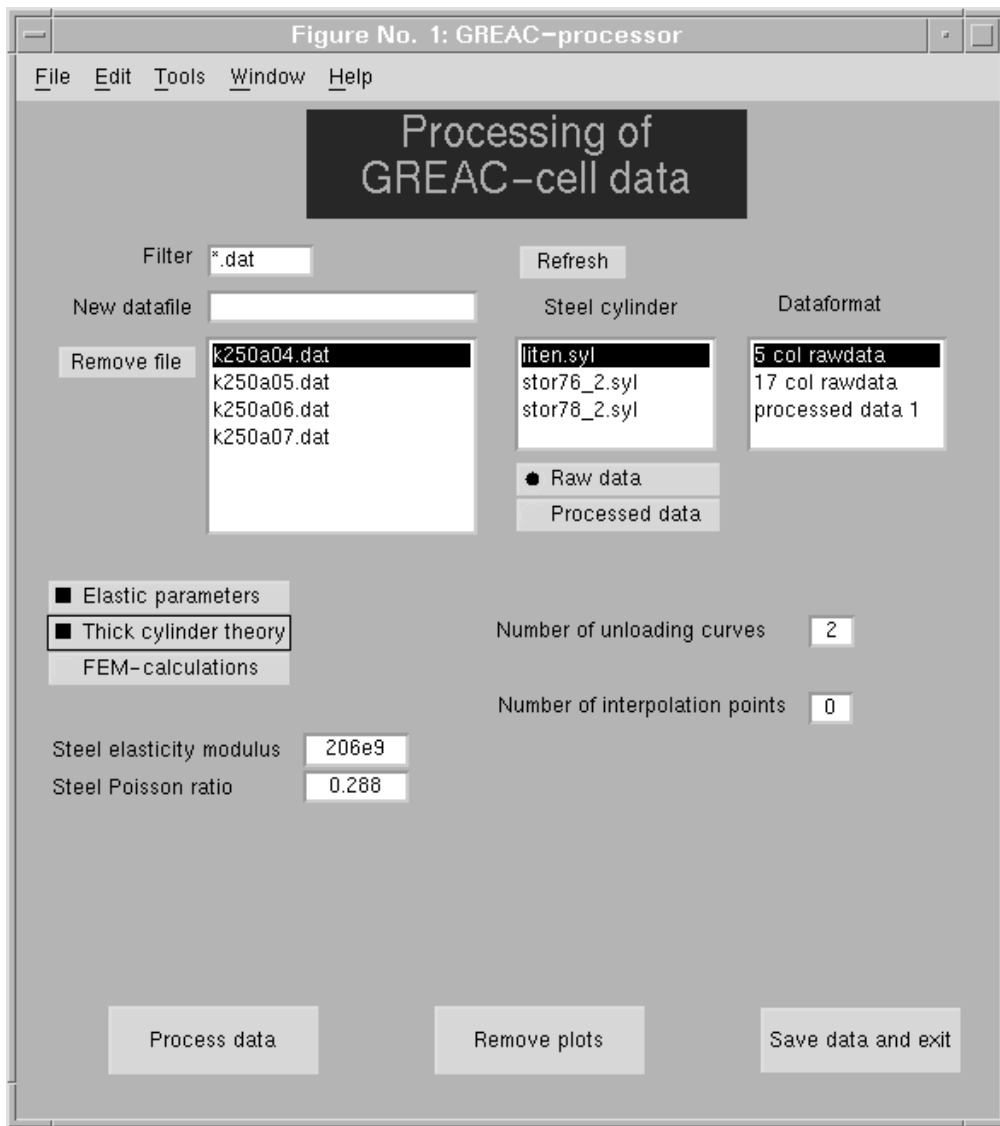 Figure No. 1: GREAC-processor
File Edit Tools Window Help
Processing of
GREAC-cell data
Filter *.dat Refresh
New datafile Steel cylinder Dataformat
Remove file
k250a04.dat liten.syl 5 col rawdata
k250a05.dat stor76_2.syl 17 col rawdata
k250a06.dat stor78_2.syl processed data 1
k250a07.dat
Raw data
Processed data
Elastic parameters
Thick cylinder theory Number of unloading curves 2
FEM-calculations
Number of interpolation points 0
Steel elasticity modulus 206e9
Steel Poisson ratio 0.288
Process data Remove plots Save data and exit